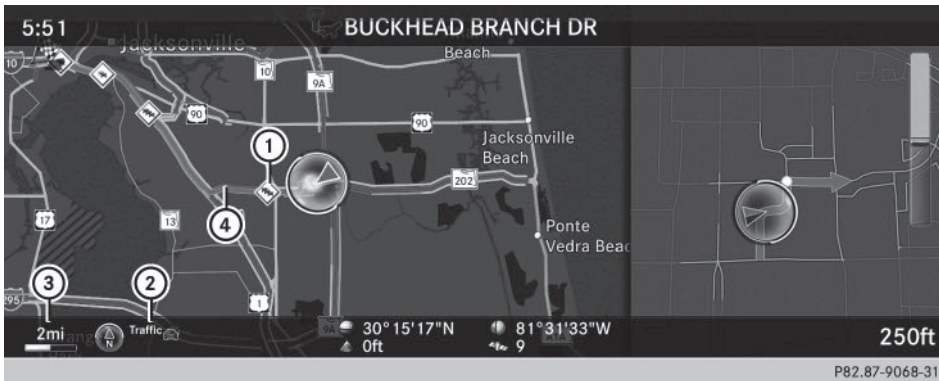 5:51
BUCKHEAD BRANCH DR
Jacksonville
Beach
10
10
9A
90
90
1
Jacksonville
Beach
202
4
17
13
Ponte
Vedra Beac
3
2
295
1
2mi
N
Traffic
9A
A1A
30°15'17"N
81°31'33"W
0ft
9
250ft
P82.87-9068-31